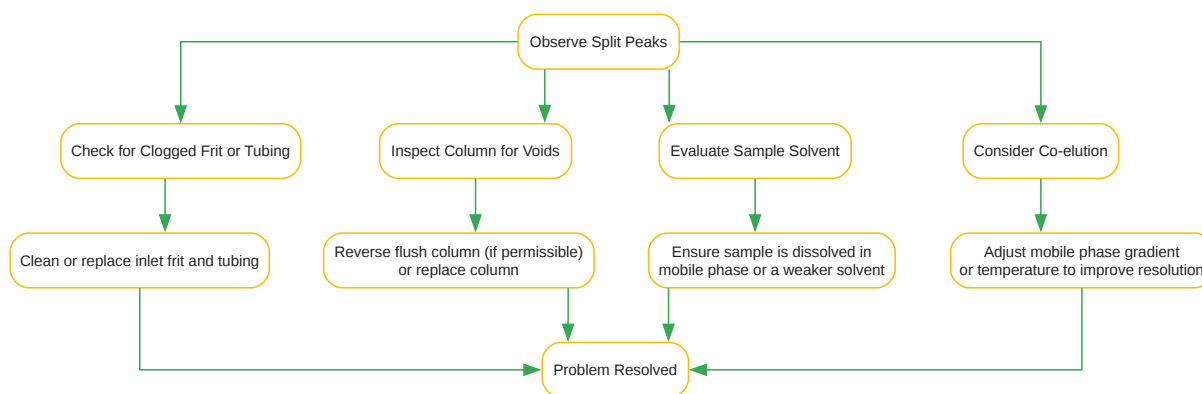 Observe Split Peaks
Check for Clogged Frit or Tubing
Inspect Column for Voids
Evaluate Sample Solvent
Consider Co-elution
Clean or replace inlet frit and tubing
Reverse flush column (if permissible)
or replace column
Ensure sample is dissolved in
mobile phase or a weaker solvent
Adjust mobile phase gradient
or temperature to improve resolution
Problem Resolved